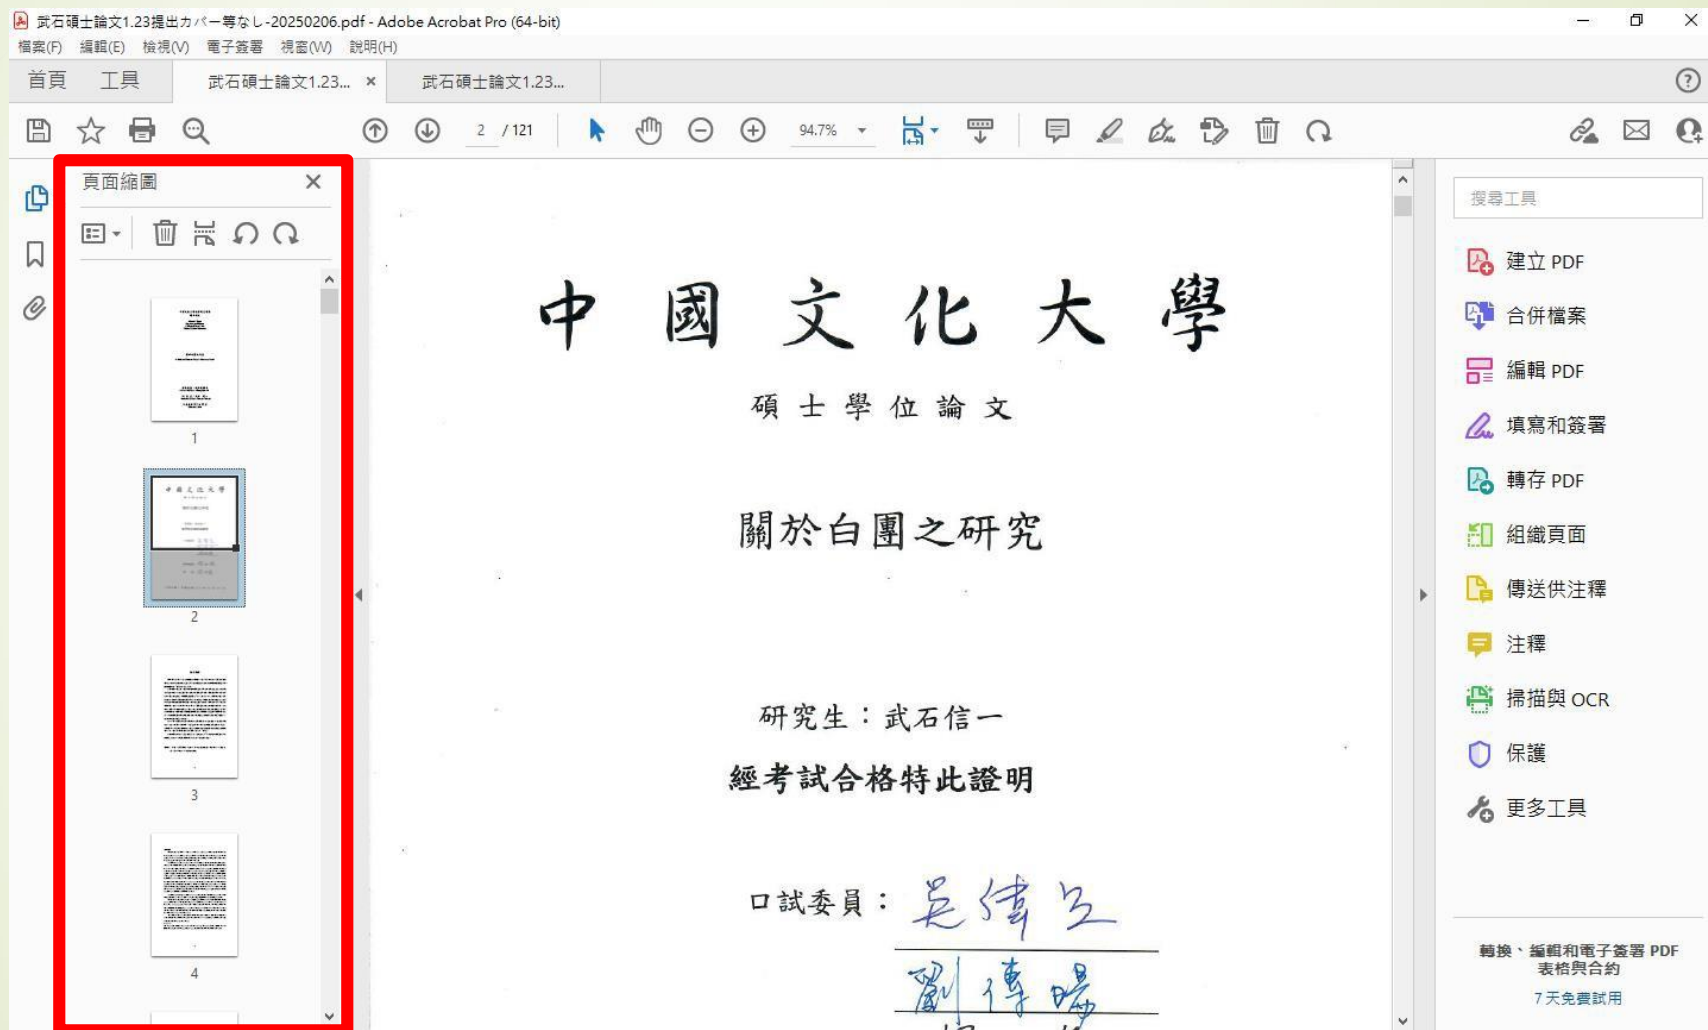 武石碩士論文1.23提出カバー等なし-20250206.pdf - Adobe Acrobat Pro (64-bit)
檔案(F) 編輯(E) 檢視(V) 電子簽署 視窗(W) 說明(H)
首頁 工具 武石碩士論文1.23... × 武石碩士論文1.23...
2 / 121 94.7%
頁面縮圖
1
2
3
4
中國文化大學
碩士學位論文
關於白團之研究
研究生：武石信一
經考試合格特此證明
口試委員：
搜尋工具
建立 PDF
合併檔案
編輯 PDF
填寫和簽署
轉存 PDF
組織頁面
傳送供注釋
注釋
掃描與 OCR
保護
更多工具
轉換、編輯和電子簽署 PDF
表格與合約
7 天免費試用